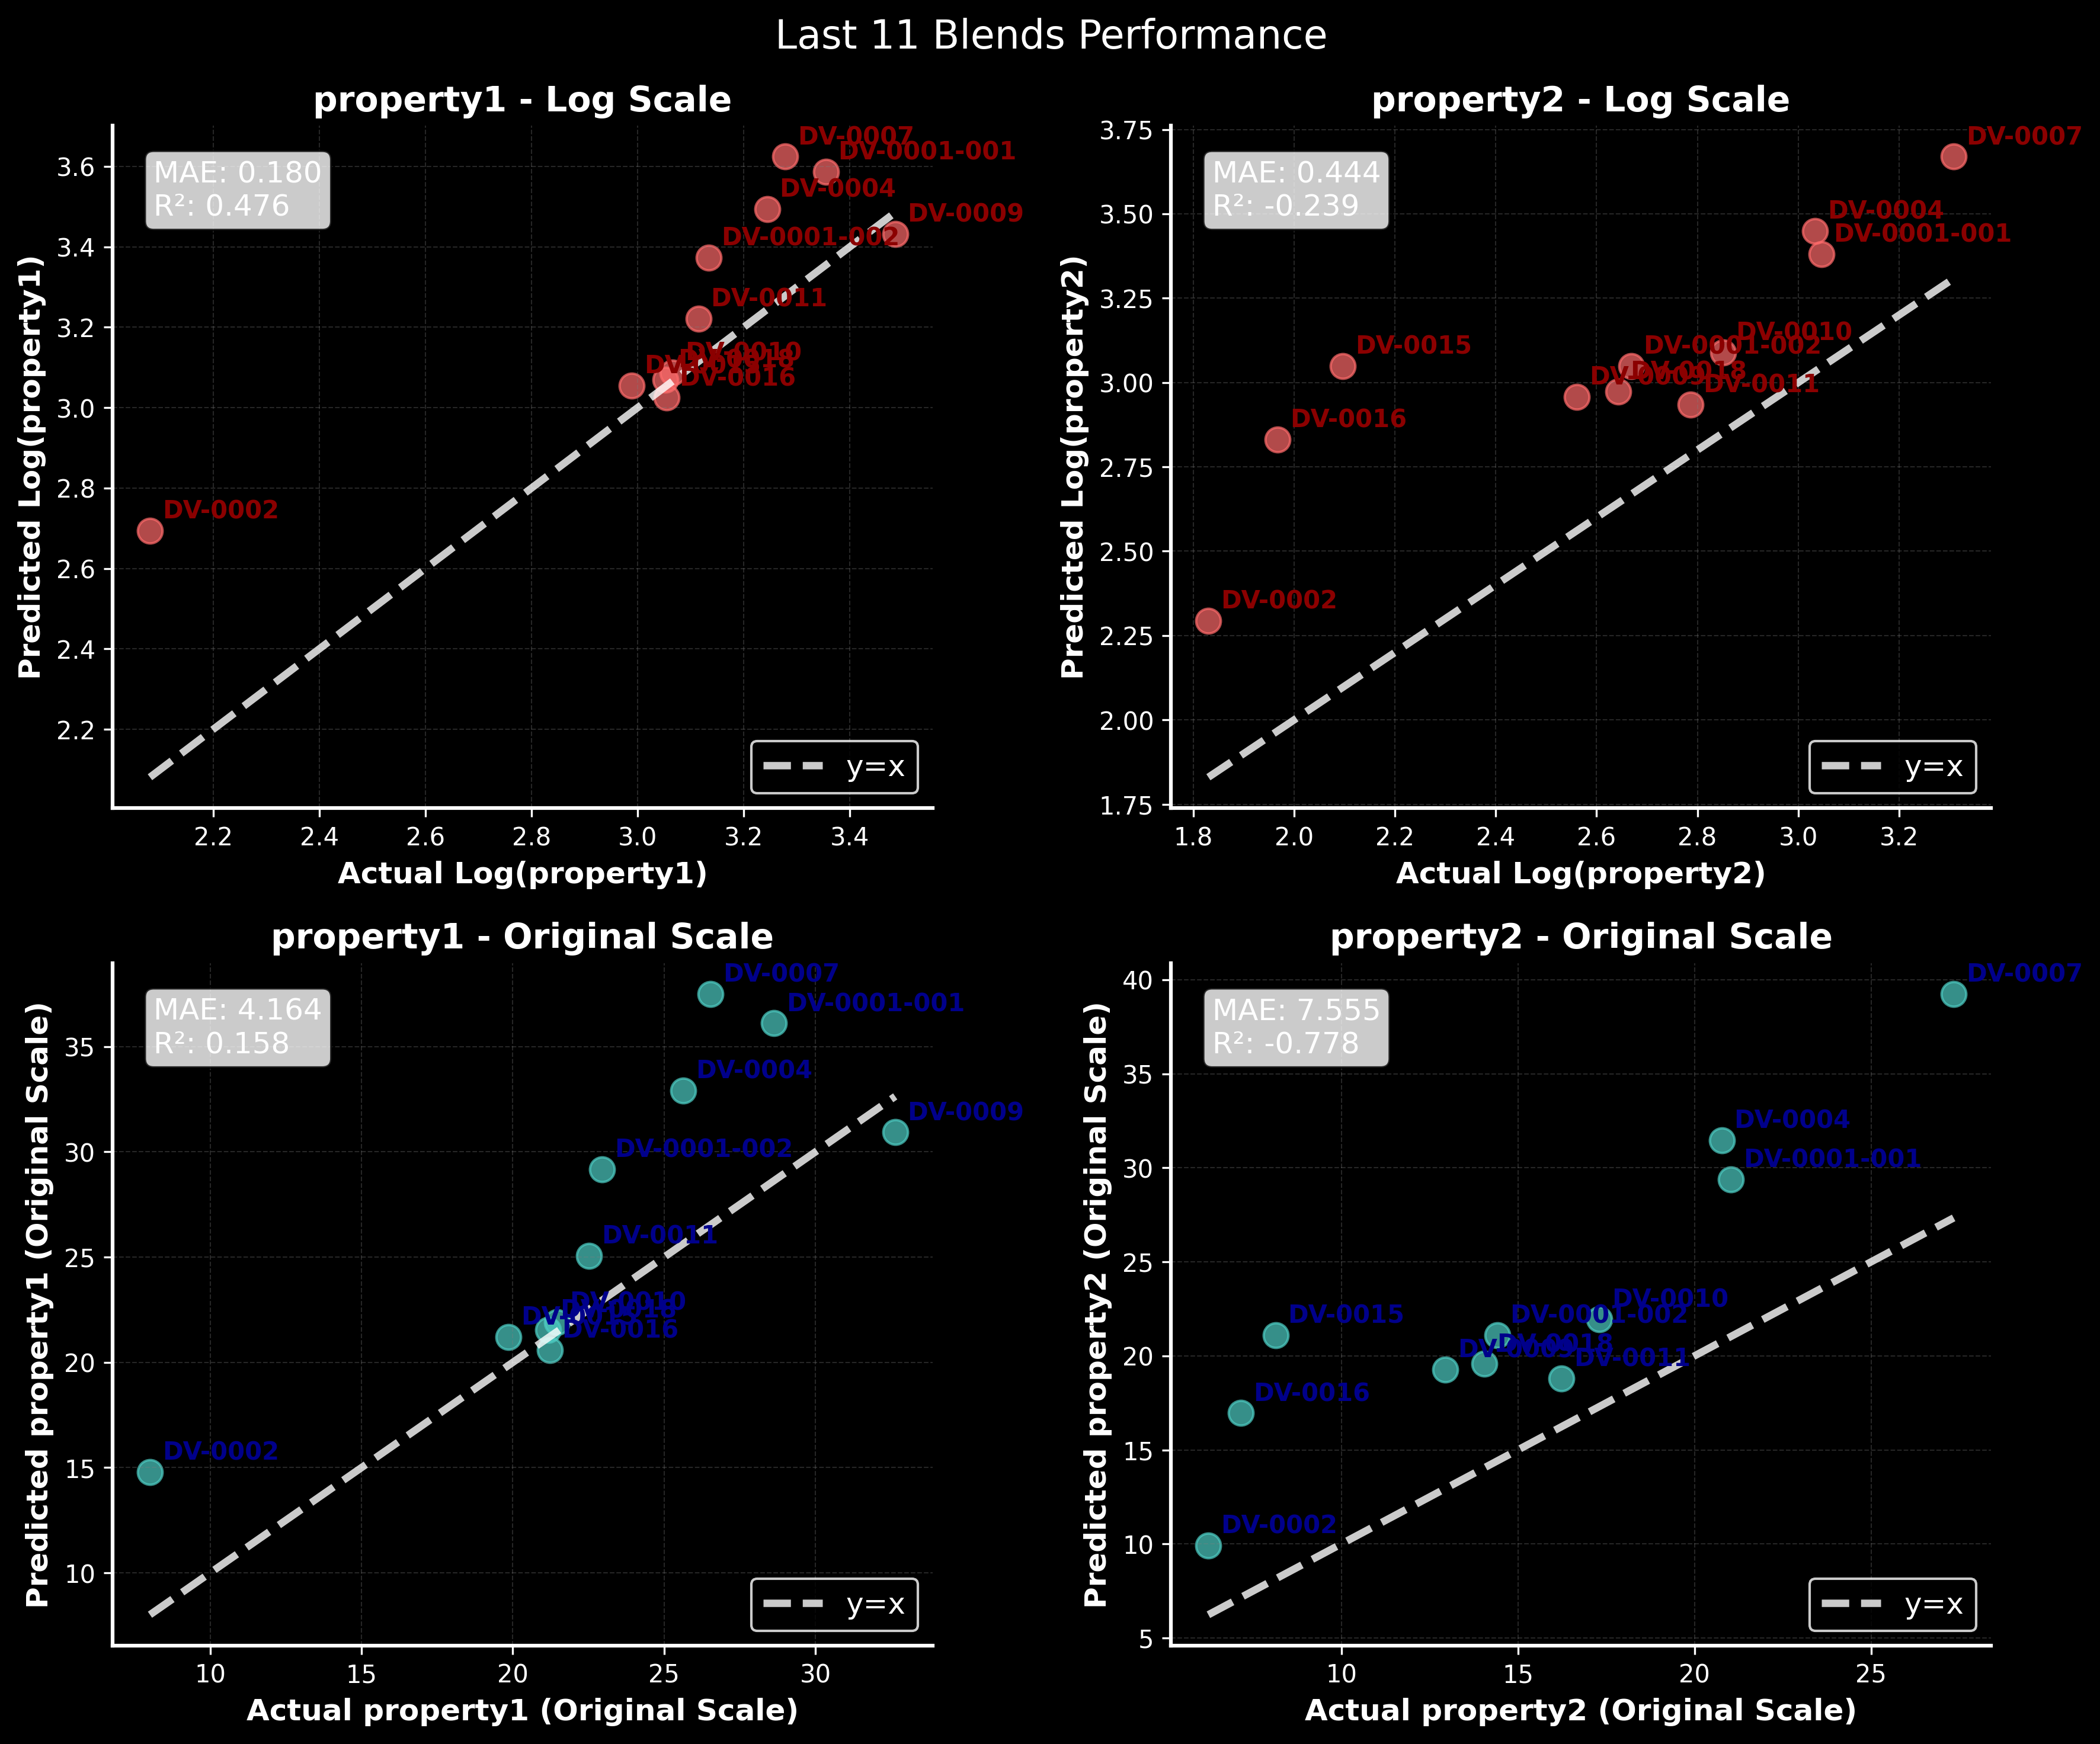 Last 11 Blends Performance
property1 - Log Scale
Predicted Log(property1)
3.6
3.4
3.2
3.0
2.8
2.6
2.4
2.2
MAE: 0.180
R²: 0.476
DV-0007
DV-0001-001
DV-0004
DV-0009
DV-0001-002
DV-0011
DV-0010
DV-0016
DV-0002
y=x
2.2 2.4 2.6 2.8 3.0 3.2 3.4
Actual Log(property1)
property2 - Log Scale
Predicted Log(property2)
3.75
3.50
3.25
3.00
2.75
2.50
2.25
2.00
1.75
MAE: 0.444
R²: -0.239
DV-0007
DV-0004
DV-0001-001
DV-0010
DV-0015
DV-0001-002
DV-0018
DV-0009
DV-0011
DV-0016
DV-0002
y=x
1.8 2.0 2.2 2.4 2.6 2.8 3.0 3.2
Actual Log(property2)
property1 - Original Scale
Predicted property1 (Original Scale)
35
30
25
20
15
10
MAE: 4.164
R²: 0.158
DV-0007
DV-0001-001
DV-0004
DV-0009
DV-0001-002
DV-0011
DV-0010
DV-0016
DV-0002
y=x
10 15 20 25 30
Actual property1 (Original Scale)
property2 - Original Scale
Predicted property2 (Original Scale)
40
35
30
25
20
15
10
5
MAE: 7.555
R²: -0.778
DV-0007
DV-0004
DV-0001-001
DV-0010
DV-0015
DV-0001-002
DV-0018
DV-0009
DV-0011
DV-0016
DV-0002
y=x
10 15 20 25
Actual property2 (Original Scale)